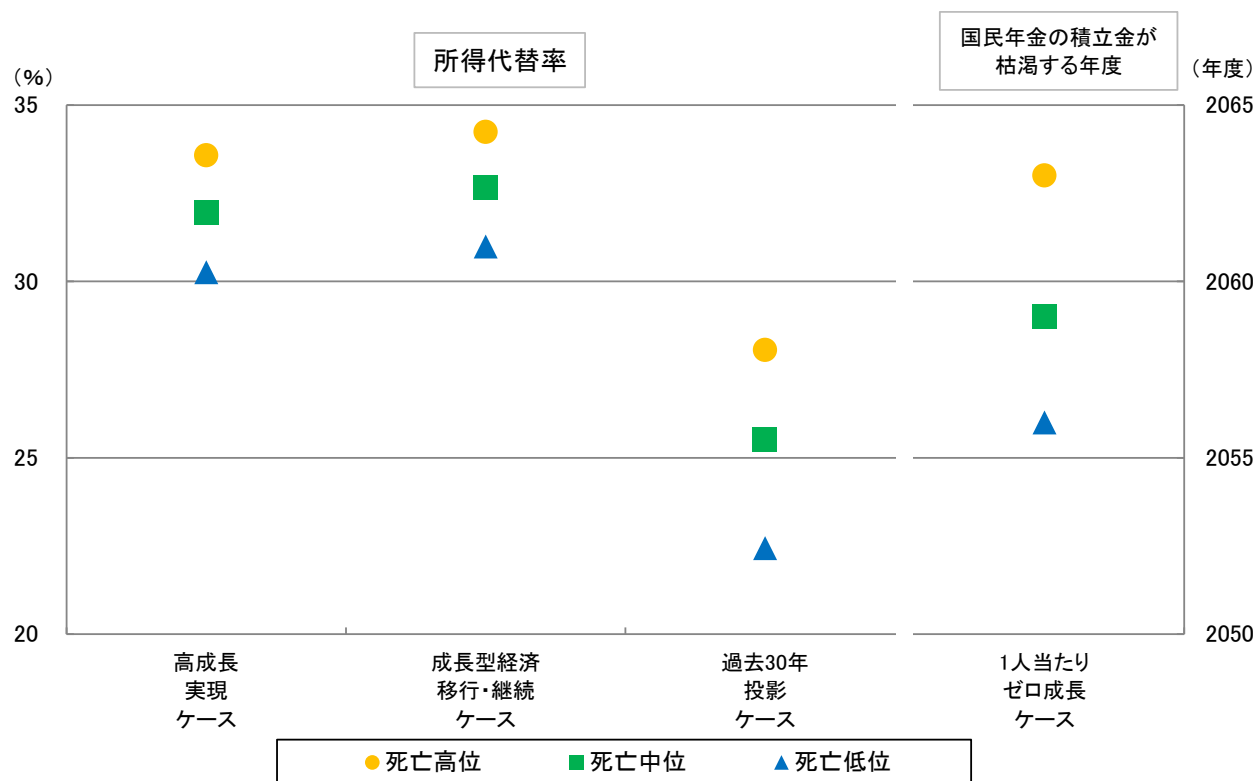 所得代替率
国民年金の積立金が
枯渇する年度
（%）
（年度）
35
30
25
20
2065
2060
2055
2050
高成長
実現
ケース
成長型経済
移行・継続
ケース
過去30年
投影
ケース
1人当たり
ゼロ成長
ケース
死亡高位
死亡中位
死亡低位